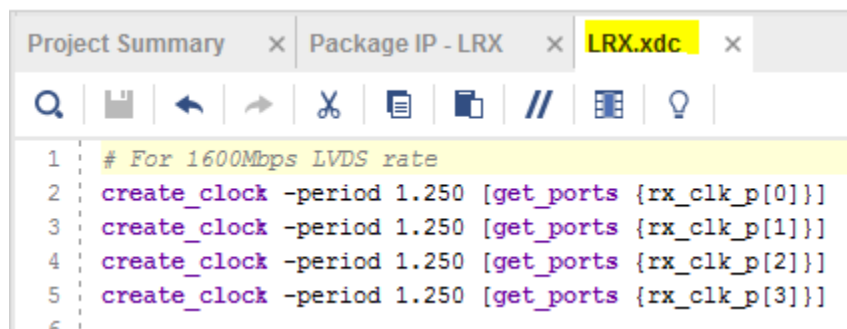 Project Summary × Package IP - LRX × LRX.xdc ×
1 # For 1600Mbps LVDS rate
2 create_clock -period 1.250 [get_ports {rx_clk_p[0]}]
3 create_clock -period 1.250 [get_ports {rx_clk_p[1]}]
4 create_clock -period 1.250 [get_ports {rx_clk_p[2]}]
5 create_clock -period 1.250 [get_ports {rx_clk_p[3]}]
6